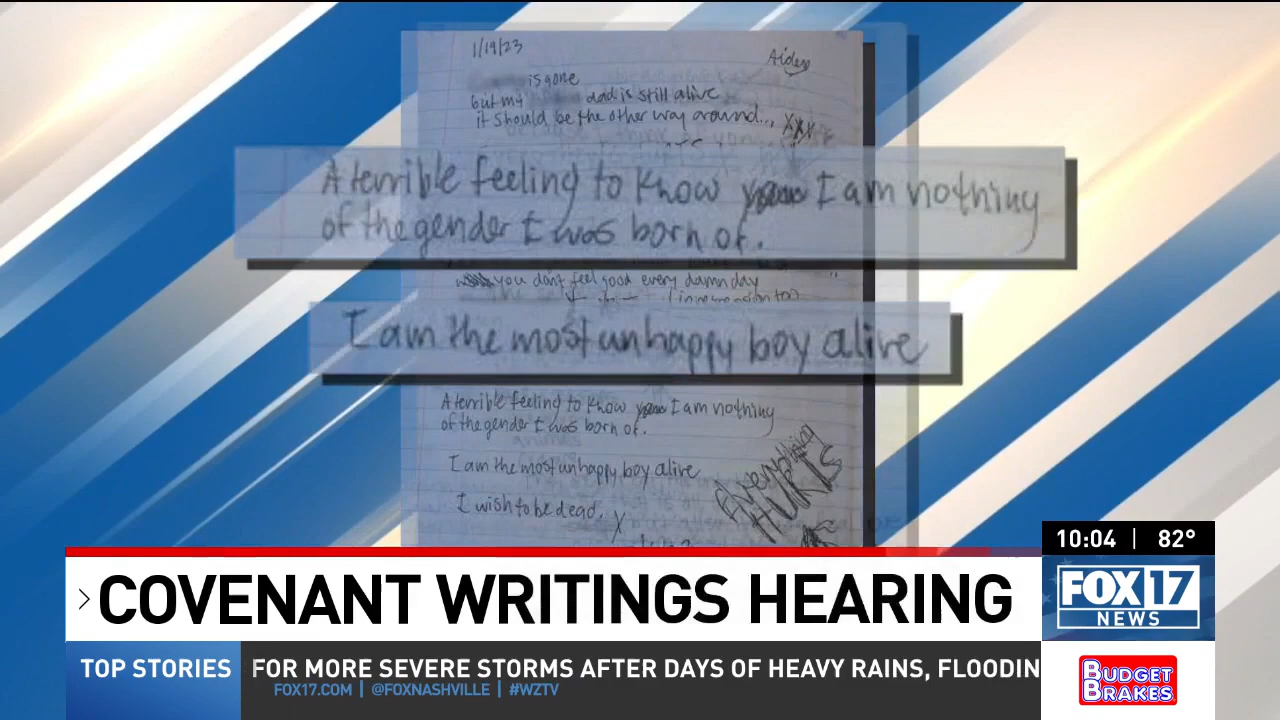 1/19/23
Aiden
is gone
but my dad is still alive
it should be the other way around... XXX
A terrible feeling to know I am nothing
of the gender I was born of.
you don't feel good every damn day
I am the most unhappy boy alive
A terrible feeling to know I am nothing
of the gender I was born of.
I am the most unhappy boy alive
I wish to be dead. X
Everything
HURTS
10:04 | 82°
> COVENANT WRITINGS HEARING
FOX 17
NEWS
TOP STORIES FOR MORE SEVERE STORMS AFTER DAYS OF HEAVY RAINS, FLOODIN
FOX17.COM | @FOXNASHVILLE | #WZTV
BUDGET
BRAKES